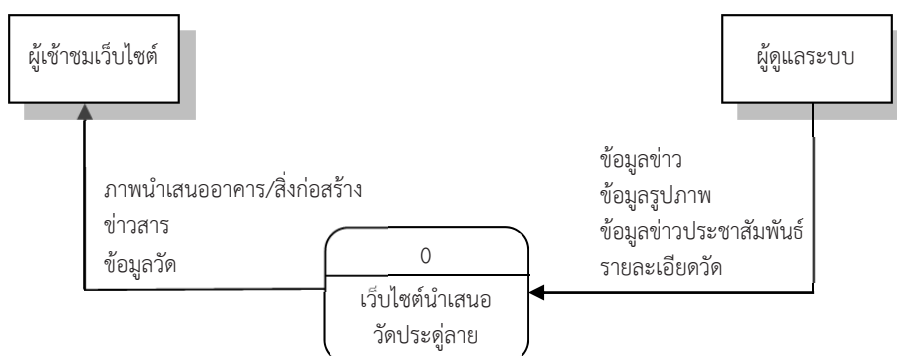 ผู้เช้าชมเว็บไซต์
ผู้ดูแลระบบ
ภาพนำเสนออาคาร/สิ่งก่อสร้าง
ข่าวสาร
ข้อมูลวัด
ข้อมูลข่าว
ข้อมูลรูปภาพ
ข้อมูลข่าวประชาสัมพันธ์
รายละเอียดวัด
0
เว็บไซต์นำเสนอ
วัดประดู่ลาย